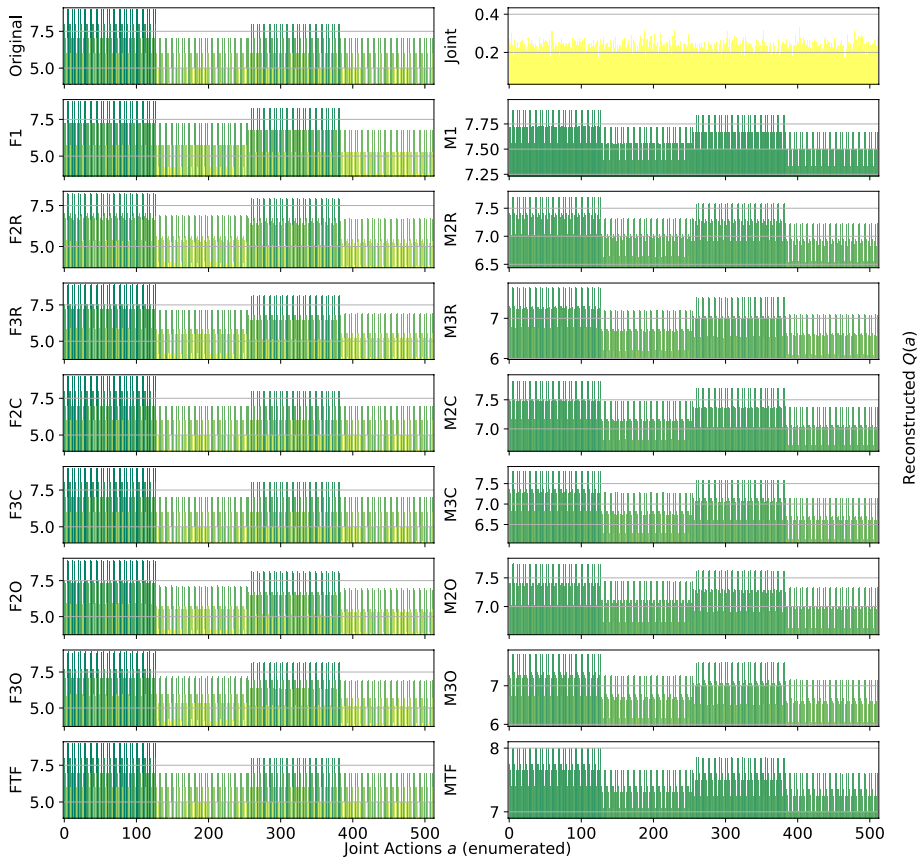 Original
7.5
5.0
Joint
0.4
0.2
F1
7.5
5.0
M1
7.75
7.50
7.25
F2R
7.5
5.0
M2R
7.5
7.0
6.5
F3R
7.5
5.0
M3R
7
6
F2C
7.5
5.0
M2C
7.5
7.0
F3C
7.5
5.0
M3C
7.5
7.0
6.5
F2O
7.5
5.0
M2O
7.5
7.0
F3O
7.5
5.0
M3O
7
6
FTF
7.5
5.0
MTF
8
7
0 100 200 300 400 500
0 100 200 300 400 500
Joint Actions a (enumerated)
Reconstructed Q(a)